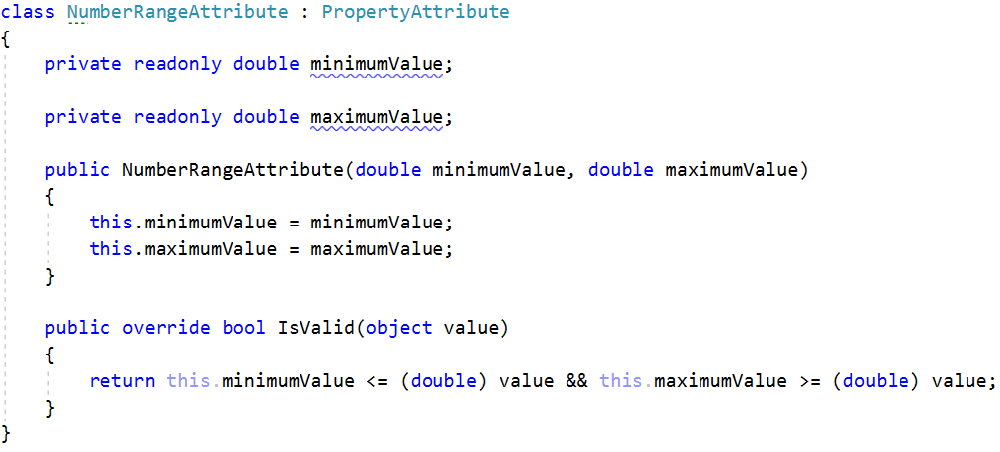 class NumberRangeAttribute : PropertyAttribute
{
    private readonly double minimumValue;
    private readonly double maximumValue;
    public NumberRangeAttribute(double minimumValue, double maximumValue)
    {
        this.minimumValue = minimumValue;
        this.maximumValue = maximumValue;
    }
    public override bool IsValid(object value)
    {
        return this.minimumValue <= (double) value && this.maximumValue >= (double) value;
    }
}